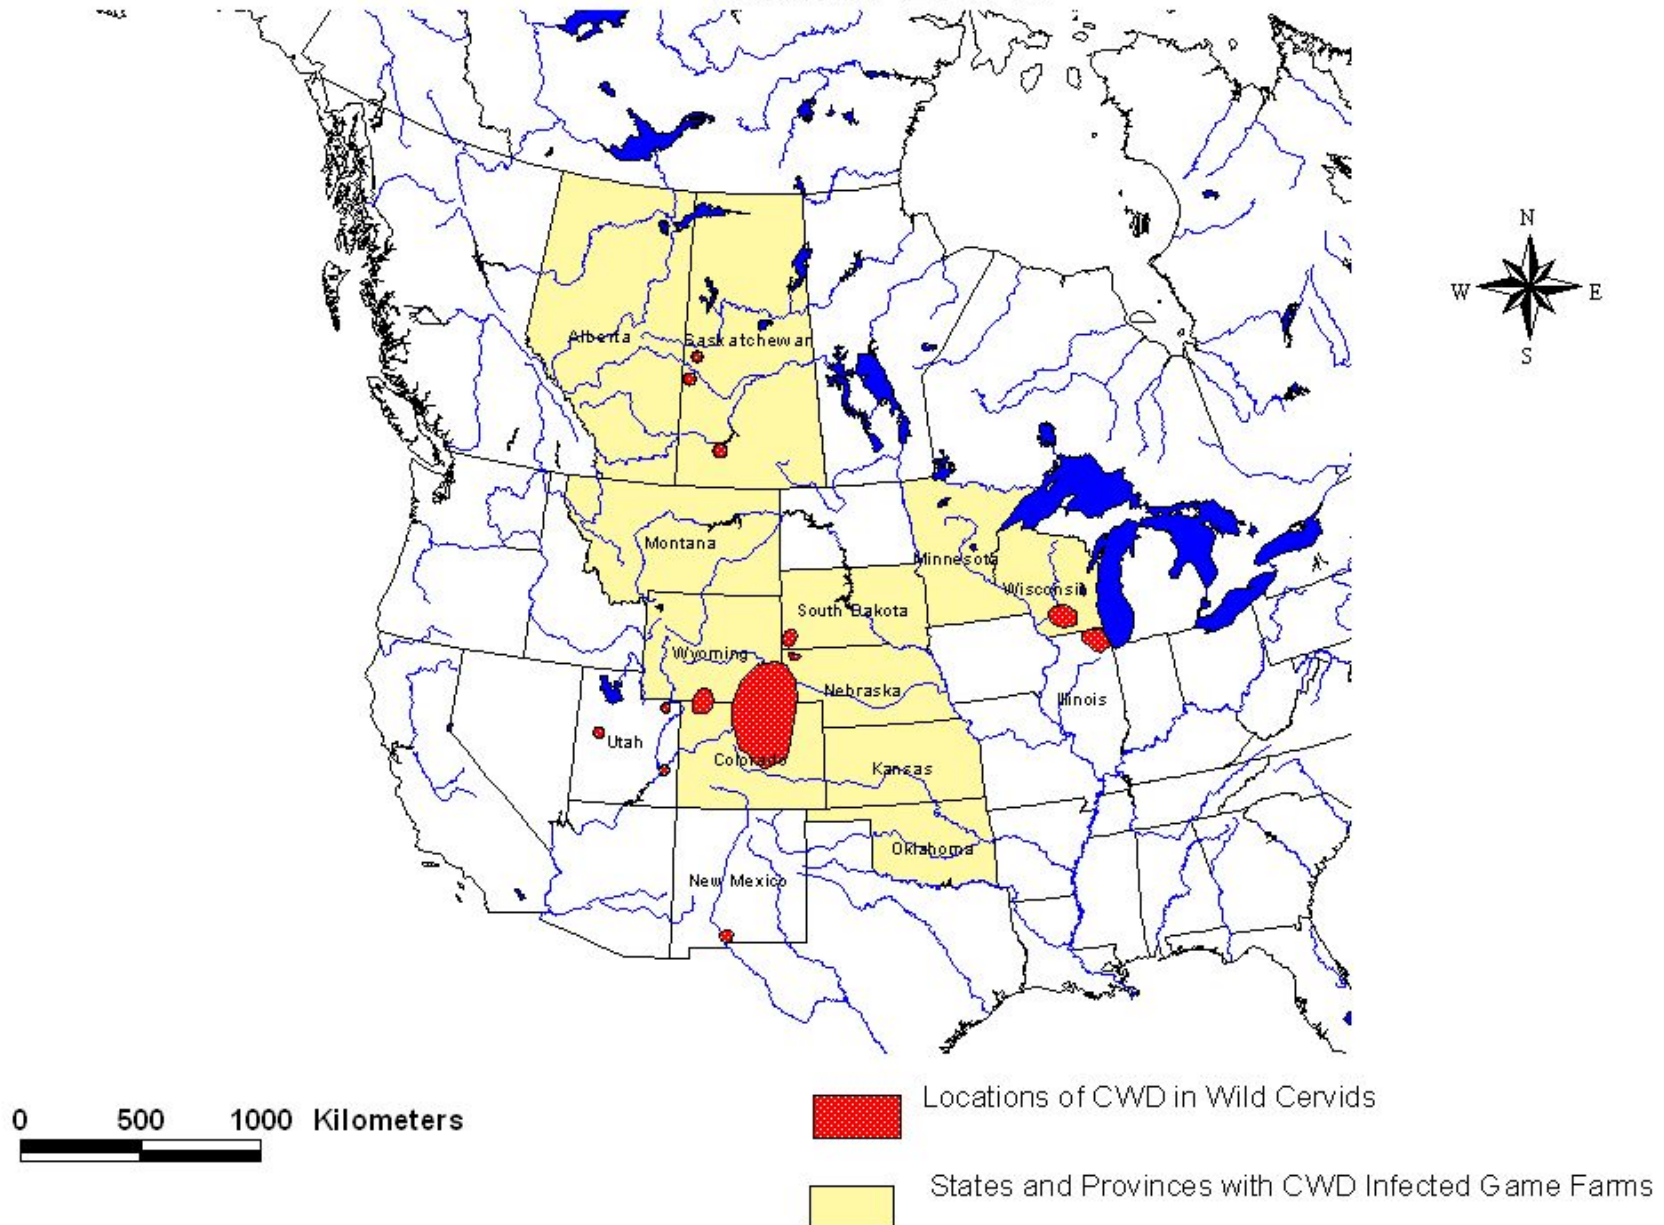 N
W E
S
Alberta
Saskatchewan
Montana
Minnesota
Wisconsin
South Dakota
Wyoming
Nebraska
Illinois
Utah
Colorado
Kansas
Oklahoma
New Mexico
0 500 1000 Kilometers
Locations of CWD in Wild Cervids
States and Provinces with CWD Infected Game Farms